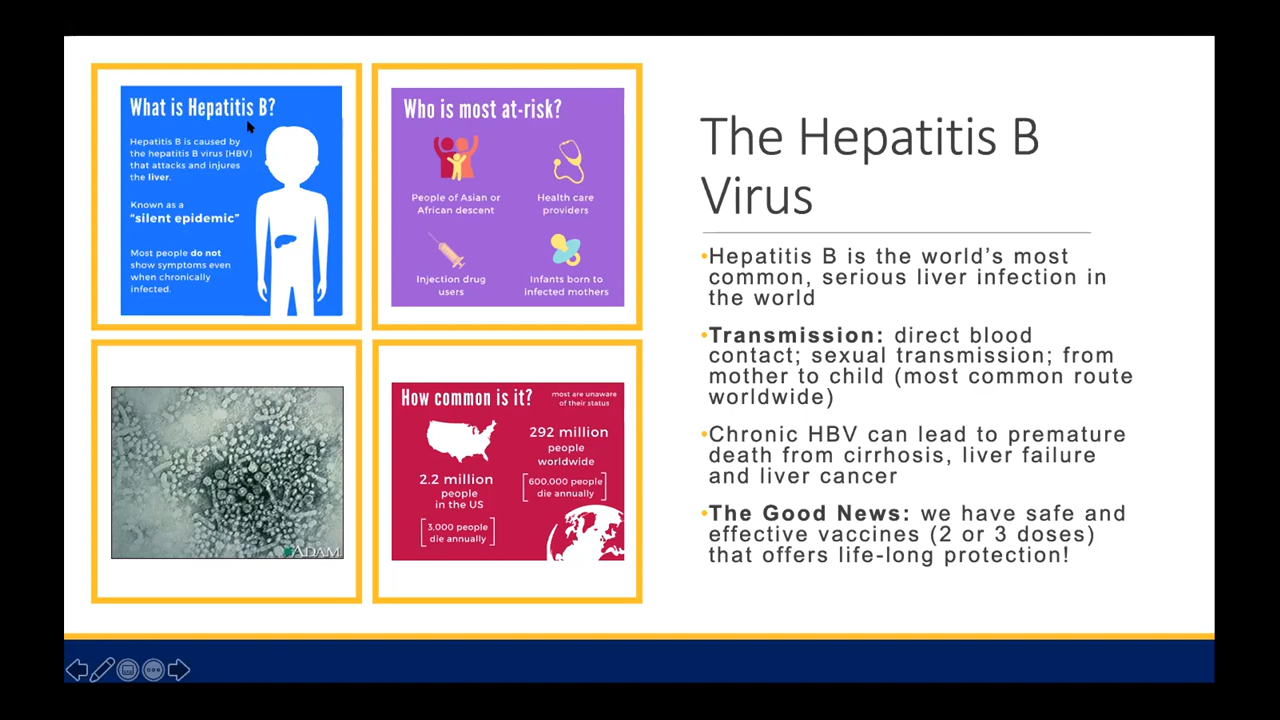 What is Hepatitis B?
Hepatitis B is caused by
the hepatitis B virus (HBV)
that attacks and injures
the liver.
Known as a
“silent epidemic”
Most people do not
show symptoms even
when chronically
infected.
Who is most at-risk?
People of Asian or
African descent
Health care
providers
Injection drug
users
Infants born to
infected mothers
ADAM
How common is it?
most are unaware
of their status
2.2 million
people
in the US
[3,000 people
die annually]
292 million
people
worldwide
[600,000 people
die annually]
The Hepatitis B
Virus
•Hepatitis B is the world’s most
common, serious liver infection in
the world
•Transmission: direct blood
contact; sexual transmission; from
mother to child (most common route
worldwide)
•Chronic HBV can lead to premature
death from cirrhosis, liver failure
and liver cancer
•The Good News: we have safe and
effective vaccines (2 or 3 doses)
that offers life-long protection!